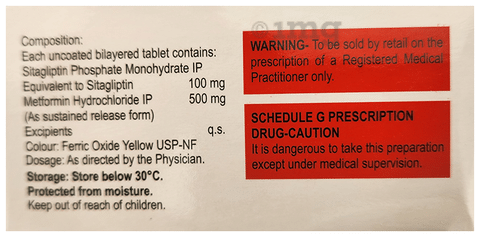 Composition:
Each uncoated bilayered tablet contains:
Sitagliptin Phosphate Monohydrate IP
Equivalent to Sitagliptin 100 mg
Metformin Hydrochloride IP 500 mg
(As sustained release form)
Excipients q.s.
Colour: Ferric Oxide Yellow USP-NF
Dosage: As directed by the Physician.
Storage: Store below 30°C.
Protected from moisture.
Keep out of reach of children.
1mg
WARNING- To be sold by retail on the
prescription of a Registered Medical
Practitioner only.
SCHEDULE G PRESCRIPTION
DRUG-CAUTION
It is dangerous to take this preparation
except under medical supervision.